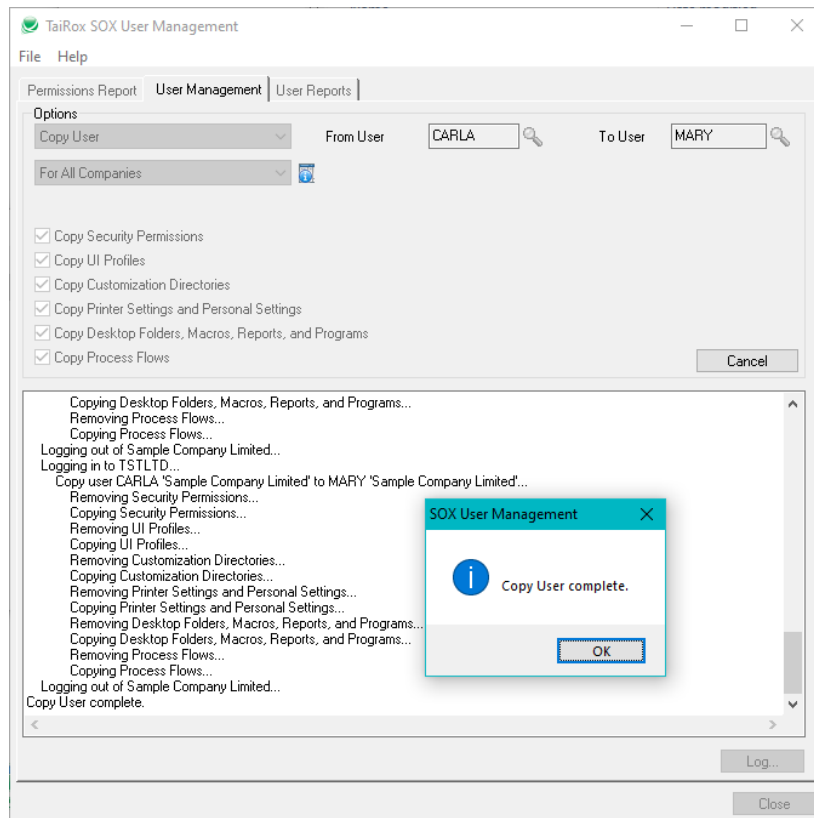 TaiRox SOX User Management
File Help
Permissions Report User Management User Reports
Options
Copy User From User CARLA To User MARY
For All Companies
Copy Security Permissions
Copy UI Profiles
Copy Customization Directories
Copy Printer Settings and Personal Settings
Copy Desktop Folders, Macros, Reports, and Programs
Copy Process Flows
Cancel
Copying Desktop Folders, Macros, Reports, and Programs...
Removing Process Flows...
Copying Process Flows...
Logging out of Sample Company Limited...
Logging in to TSTLTD...
Copy user CARLA 'Sample Company Limited' to MARY 'Sample Company Limited'...
Removing Security Permissions...
Copying Security Permissions...
Removing UI Profiles...
Copying UI Profiles...
Removing Customization Directories...
Copying Customization Directories...
Removing Printer Settings and Personal Settings...
Copying Printer Settings and Personal Settings...
Removing Desktop Folders, Macros, Reports, and Programs...
Copying Desktop Folders, Macros, Reports, and Programs...
Removing Process Flows...
Copying Process Flows...
Logging out of Sample Company Limited...
Copy User complete.
SOX User Management
Copy User complete.
OK
Log...
Close